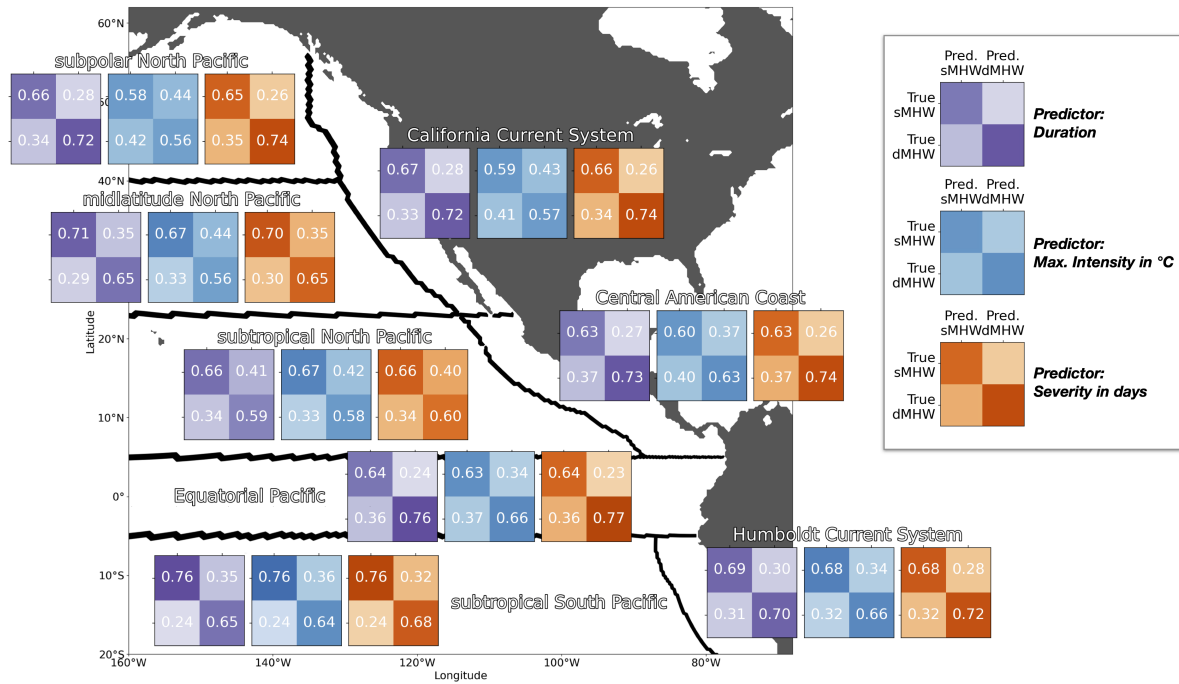 60°N
subpolar North Pacific
0.66 0.28 0.58 0.44 0.65 0.26
0.34 0.72 0.42 0.56 0.35 0.74
California Current System
0.67 0.28 0.59 0.43 0.66 0.26
0.33 0.72 0.41 0.57 0.34 0.74
40°N
midlatitude North Pacific
0.71 0.35 0.67 0.44 0.70 0.35
0.29 0.65 0.33 0.56 0.30 0.65
Central American Coast
0.63 0.27 0.60 0.37 0.63 0.26
0.37 0.73 0.40 0.63 0.37 0.74
Latitude
20°N
subtropical North Pacific
0.66 0.41 0.67 0.42 0.66 0.40
0.34 0.59 0.33 0.58 0.34 0.60
10°N
0.64 0.24 0.63 0.34 0.64 0.23
0°
Equatorial Pacific
0.36 0.76 0.37 0.66 0.36 0.77
Humboldt Current System
0.69 0.30 0.68 0.34 0.68 0.28
0.31 0.70 0.32 0.66 0.32 0.72
10°S
0.76 0.35 0.76 0.36 0.76 0.32
0.24 0.65 0.24 0.64 0.24 0.68
subtropical South Pacific
20°S
160°W 140°W 120°W 100°W 80°W
Longitude
Pred. Pred.
sMHW dMHW
True
sMHW
True
dMHW
Predictor:
Duration
Pred. Pred.
sMHW dMHW
True
sMHW
True
dMHW
Predictor:
Max. Intensity in °C
Pred. Pred.
sMHW dMHW
True
sMHW
True
dMHW
Predictor:
Severity in days